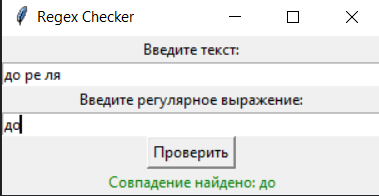 Regex Checker
Введите текст:
до ре ля
Введите регулярное выражение:
до
Проверить
Совпадение найдено: до